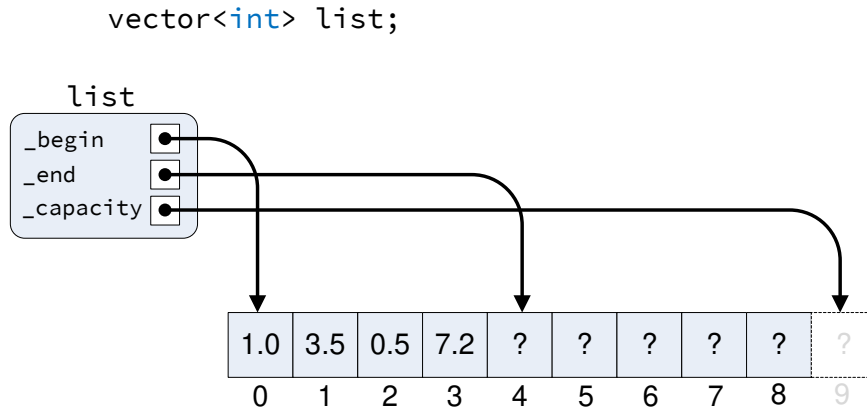 vector<int> list;
list
_begin
_end
_capacity
1.0 3.5 0.5 7.2 ? ? ? ? ? ?
0 1 2 3 4 5 6 7 8 9